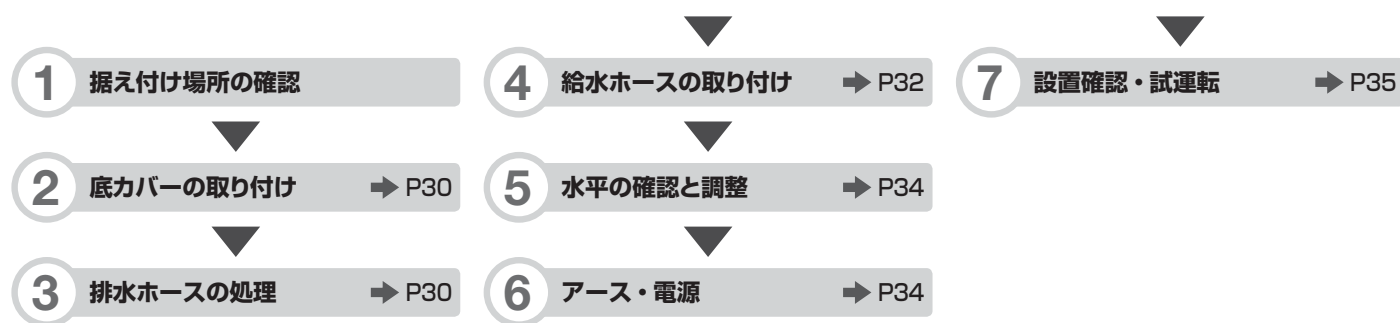 1 据え付け場所の確認
2 底カバーの取り付け ➡ P30
3 排水ホースの処理 ➡ P30
4 給水ホースの取り付け ➡ P32
5 水平の確認と調整 ➡ P34
6 アース・電源 ➡ P34
7 設置確認・試運転 ➡ P35